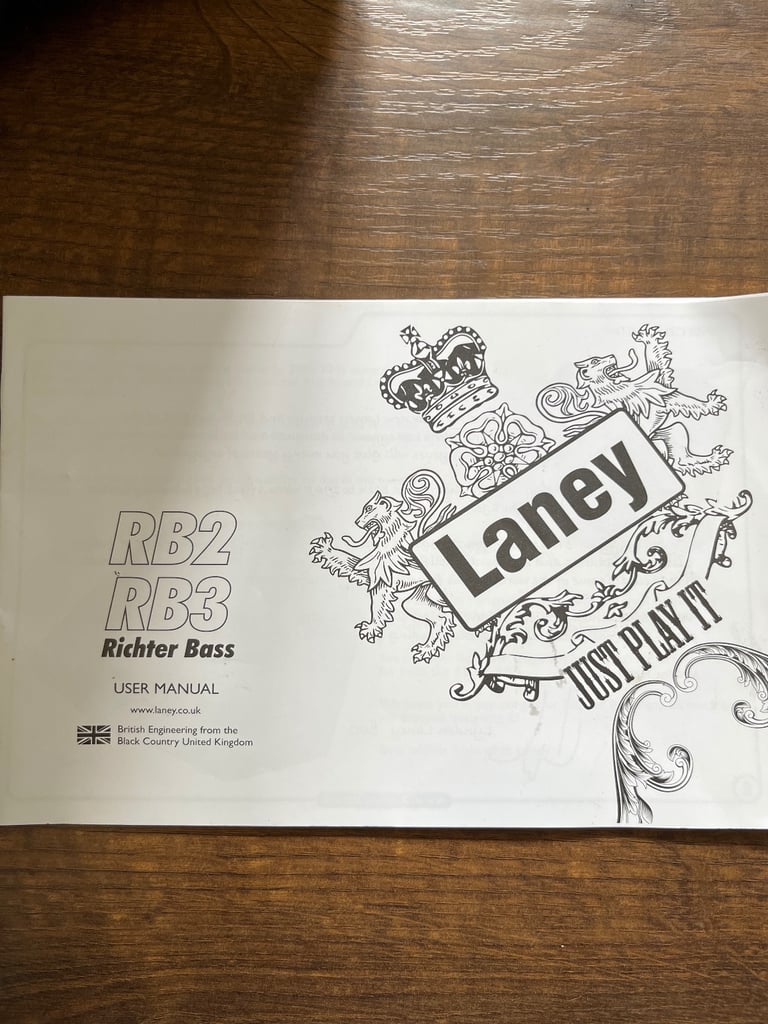 RB2
RB3
Richter Bass
USER MANUAL
www.laney.co.uk
British Engineering from the
Black Country United Kingdom
Laney
JUST PLAY IT